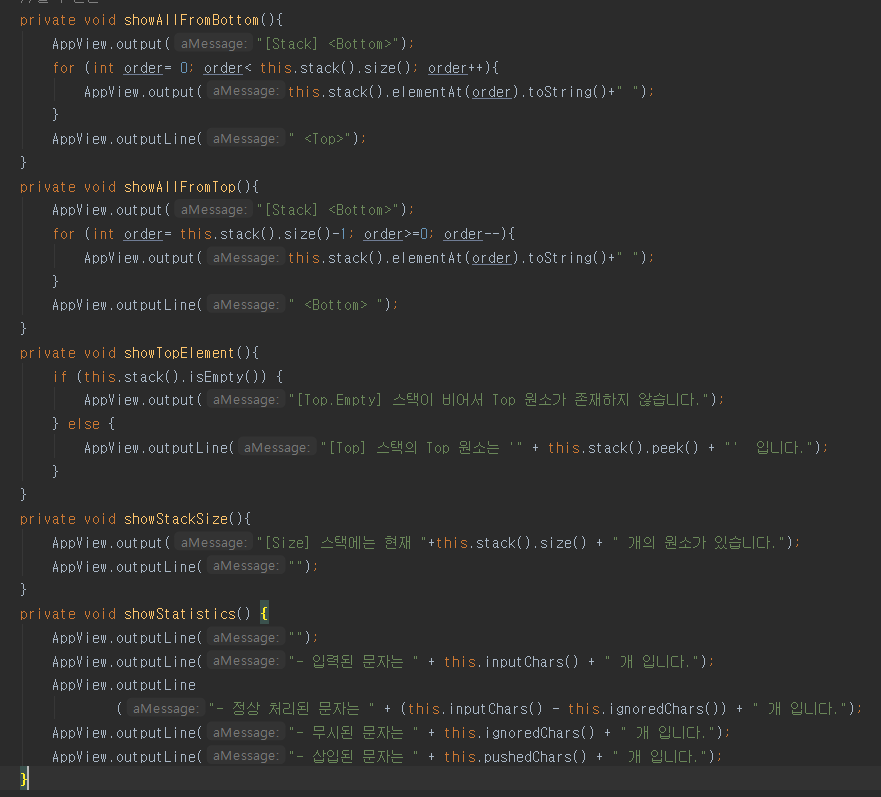 private void showAllFromBottom(){
AppView.output( aMessage: "[Stack] <Bottom>");
for (int order= 0; order< this.stack().size(); order++){
AppView.output( aMessage: this.stack().elementAt(order).toString()+" ");
}
AppView.outputLine( aMessage: " <Top>");
}
private void showAllFromTop(){
AppView.output( aMessage: "[Stack] <Bottom>");
for (int order= this.stack().size()-1; order>=0; order--){
AppView.output( aMessage: this.stack().elementAt(order).toString()+" ");
}
AppView.outputLine( aMessage: " <Bottom> ");
}
private void showTopElement(){
if (this.stack().isEmpty()) {
AppView.output( aMessage: "[Top.Empty] 스택이 비어서 Top 원소가 존재하지 않습니다.");
} else {
AppView.outputLine( aMessage: "[Top] 스택의 Top 원소는 '" + this.stack().peek() + "'  입니다.");
}
}
private void showStackSize(){
AppView.output( aMessage: "[Size] 스택에는 현재 "+this.stack().size() + " 개의 원소가 있습니다.");
AppView.outputLine( aMessage: "");
}
private void showStatistics() {
AppView.outputLine( aMessage: "");
AppView.outputLine( aMessage: "- 입력된 문자는 " + this.inputChars() + " 개 입니다.");
AppView.outputLine
( aMessage: "- 정상 처리된 문자는 " + (this.inputChars() - this.ignoredChars()) + " 개 입니다.");
AppView.outputLine( aMessage: "- 무시된 문자는 " + this.ignoredChars() + " 개 입니다.");
AppView.outputLine( aMessage: "- 삽입된 문자는 " + this.pushedChars() + " 개 입니다.");
}